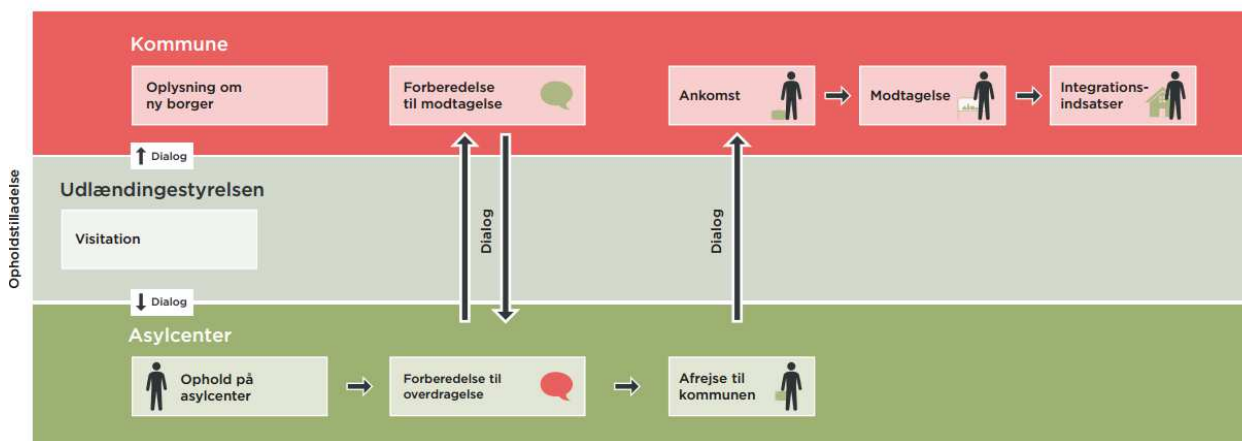 Opholdstilladelse
Kommune
Oplysning om
ny borger
Forberedelse
til modtagelse
Ankomst
Modtagelse
Integrations-
indsatser
Dialog
Udlændingestyrelsen
Visitation
Dialog
Dialog
Dialog
Asylcenter
Ophold på
asylcenter
Forberedelse til
overdragelse
Afrejse til
kommunen